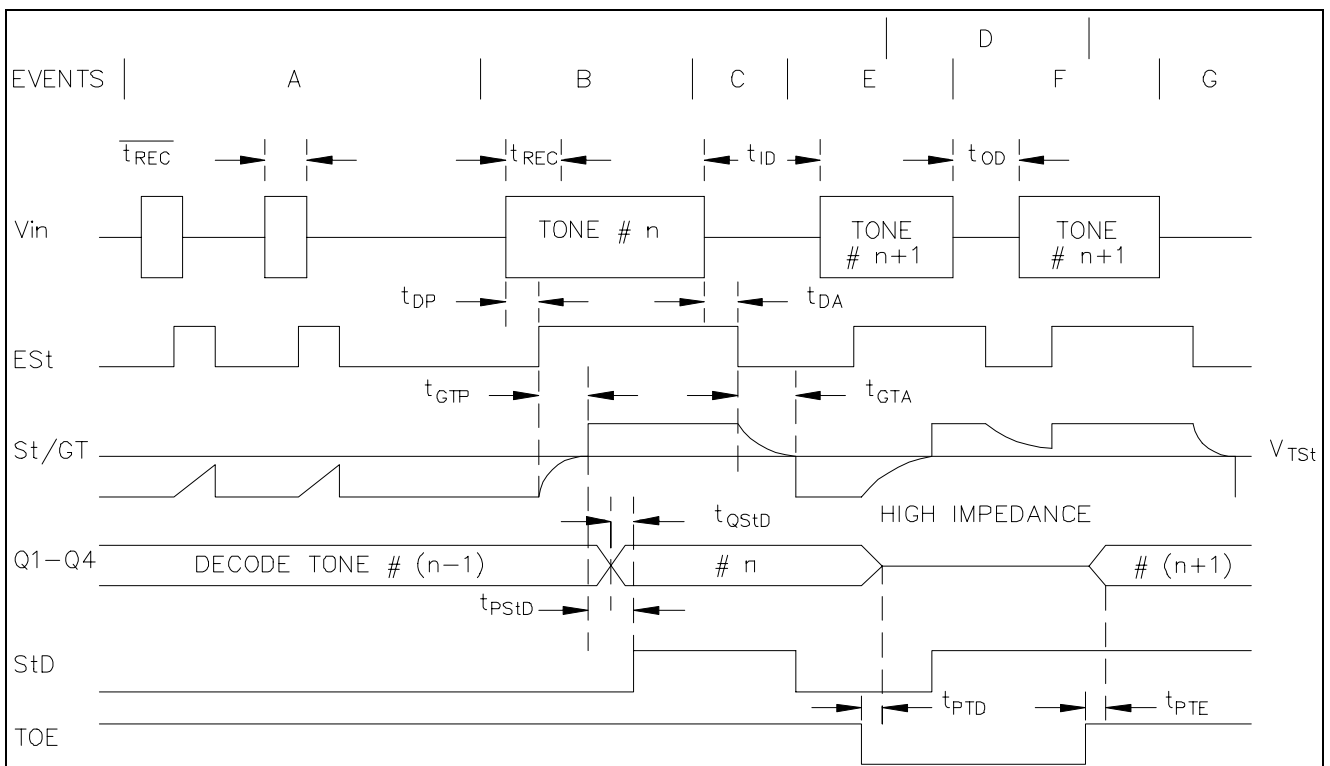 D
EVENTS A B C E F G
tREC tREC tID tOD
Vin TONE # n TONE # n+1 TONE # n+1
tDP tDA
ESt
tGTP tGTA
St/GT VTSt
tQStD HIGH IMPEDANCE
Q1-Q4 DECODE TONE # (n-1) # n # (n+1)
tPStD
StD
tPTD tPTE
TOE